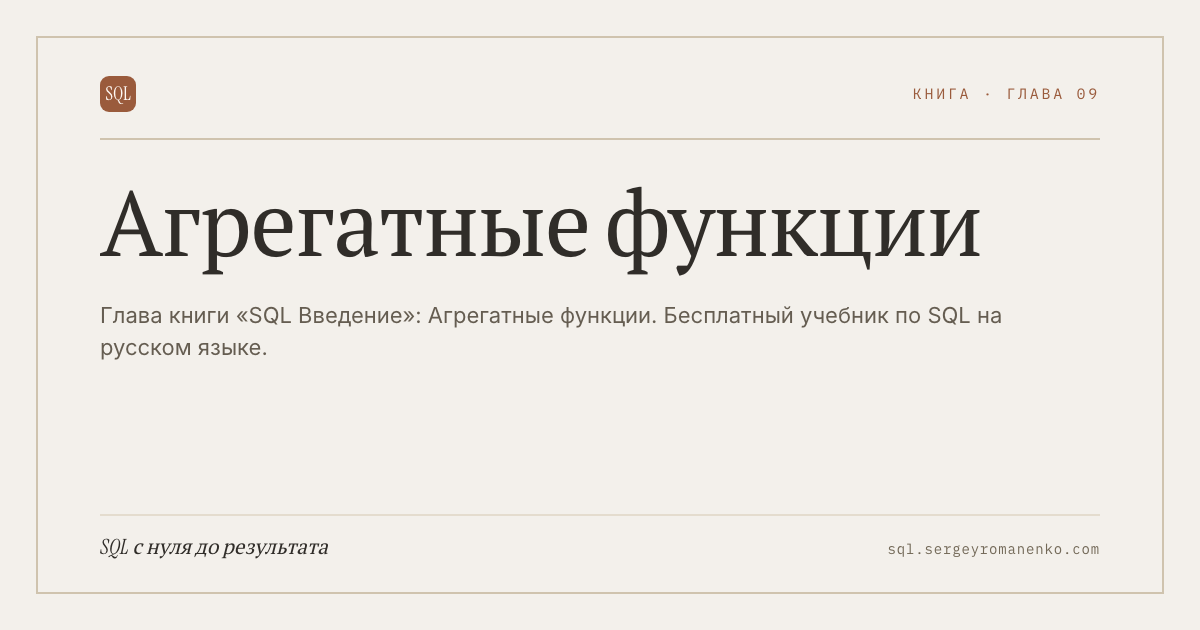 SQL
КНИГА · ГЛАВА 09
Агрегатные функции
Глава книги «SQL Введение»: Агрегатные функции. Бесплатный учебник по SQL на
русском языке.
SQL с нуля до результата
sql.sergeyromanenko.com